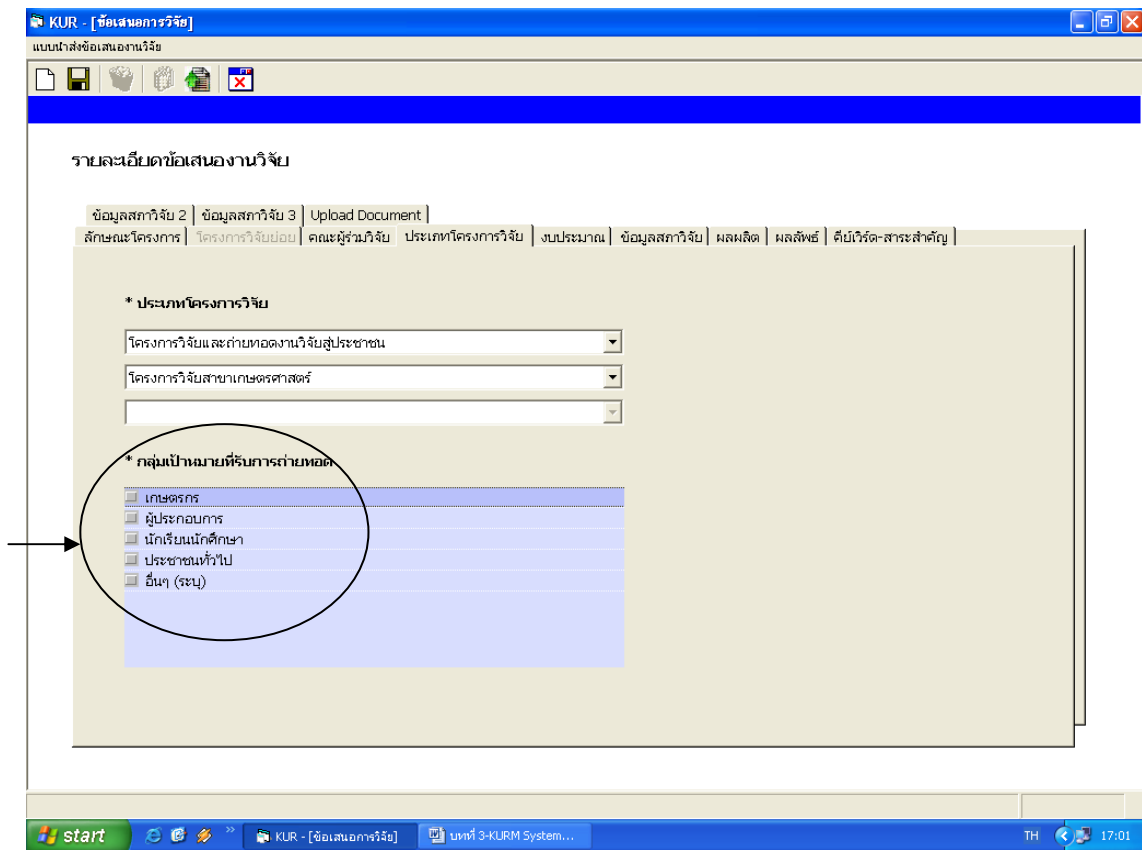 KUR - [ข้อเสนอการวิจัย]
แบบนำส่งข้อเสนองานวิจัย
รายละเอียดข้อเสนองานวิจัย
ข้อมูลสภาวิจัย 2 ข้อมูลสภาวิจัย 3 Upload Document
ลักษณะโครงการ โครงการวิจัยย่อย คณะผู้ร่วมวิจัย ประเภทโครงการวิจัย งบประมาณ ข้อมูลสภาวิจัย ผลผลิต ผลลัพธ์ คีย์เวิร์ด-สาระสำคัญ
* ประเภทโครงการวิจัย
โครงการวิจัยและถ่ายทอดงานวิจัยสู่ประชาชน
โครงการวิจัยสาขาเกษตรศาสตร์
* กลุ่มเป้าหมายที่รับการถ่ายทอด
เกษตรกร
ผู้ประกอบการ
นักเรียนนักศึกษา
ประชาชนทั่วไป
อื่นๆ (ระบุ)
start KUR - [ข้อเสนอการวิจัย] บทที่ 3-KURM System... TH 17:01